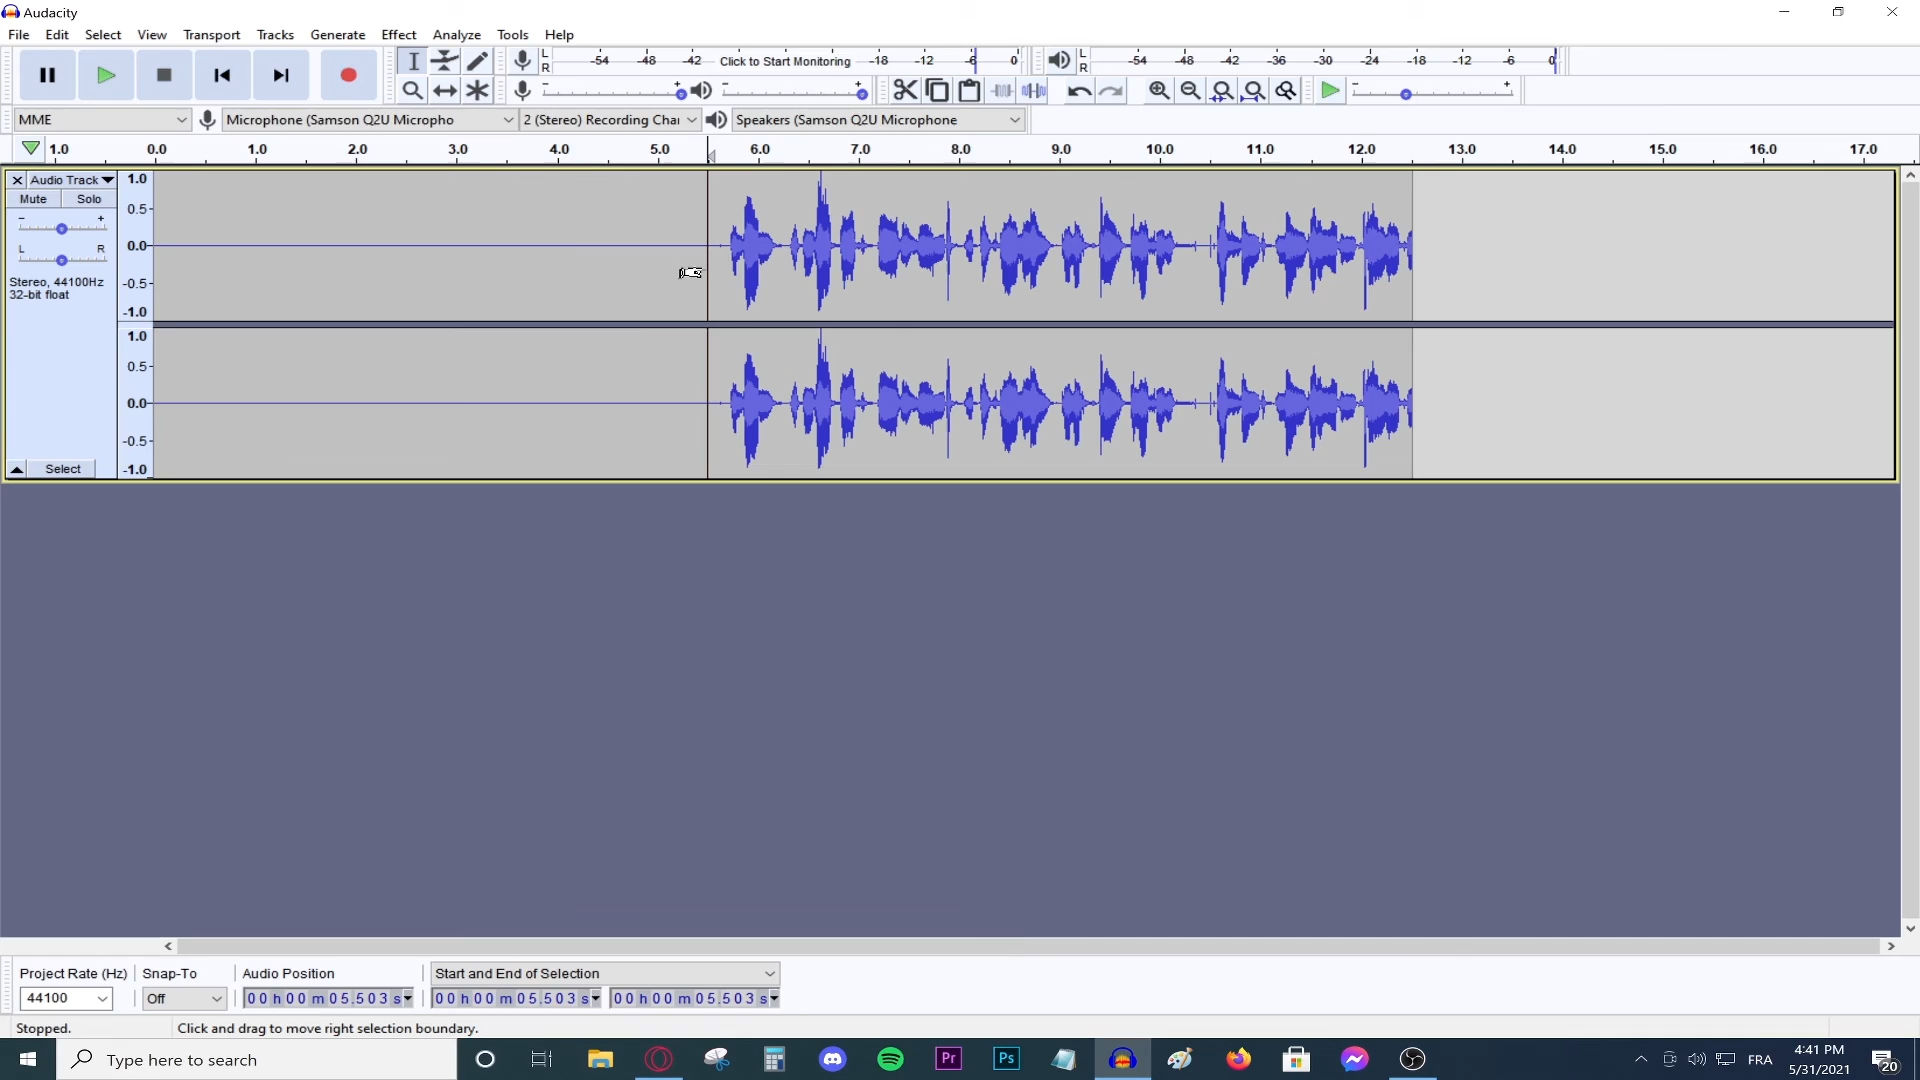 Audacity
File Edit Select View Transport Tracks Generate Effect Analyze Tools Help
L R -54 -48 -42 Click to Start Monitoring -18 -12 -6 0 L R -54 -48 -42 -36 -30 -24 -18 -12 -6 0
- + - + - +
MME Microphone (Samson Q2U Micropho 2 (Stereo) Recording Chai Speakers (Samson Q2U Microphone
1.0 0.0 1.0 2.0 3.0 4.0 5.0 6.0 7.0 8.0 9.0 10.0 11.0 12.0 13.0 14.0 15.0 16.0 17.0
Audio Track 1.0
Mute Solo
- + 0.5
L R 0.0
Stereo, 44100Hz -0.5
32-bit float
-1.0
1.0
0.5
0.0
-0.5
Select -1.0
Project Rate (Hz) Snap-To Audio Position Start and End of Selection
44100 Off 00 h 00 m 05.503 s 00 h 00 m 05.503 s 00 h 00 m 05.503 s
Stopped. Click and drag to move right selection boundary.
Type here to search Pr Ps FRA 4:41 PM
5/31/2021 20